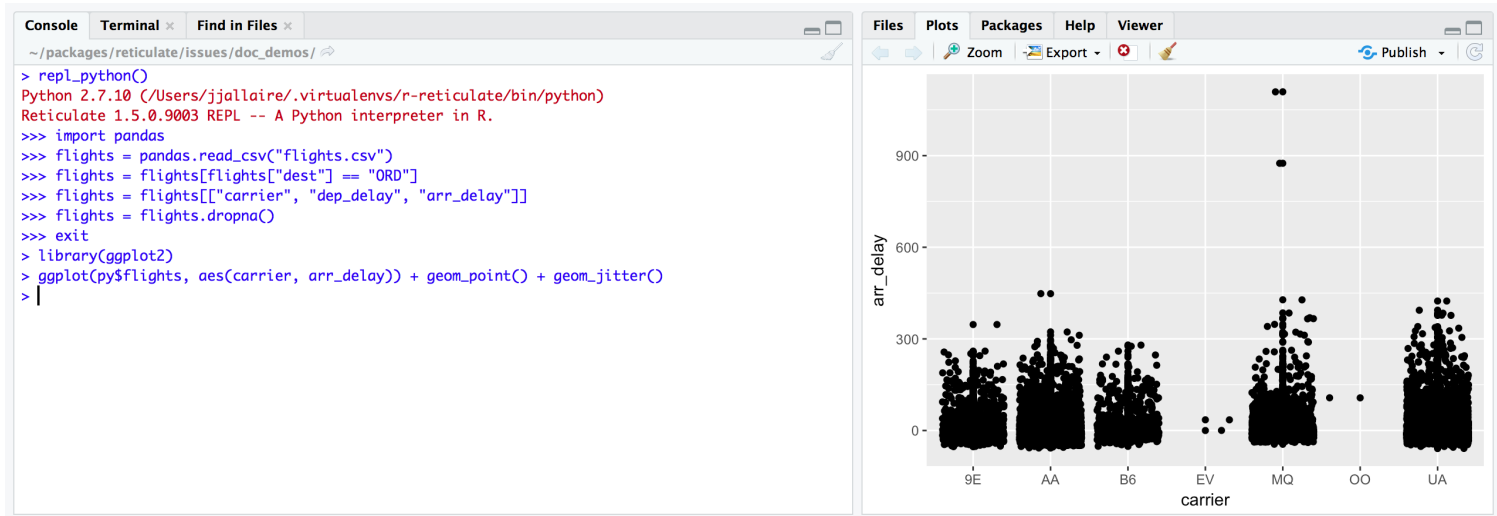 Console Terminal Find in Files
~/packages/reticulate/issues/doc_demos/
> repl_python()
Python 2.7.10 (/Users/jjallaire/.virtualenvs/r-reticulate/bin/python)
Reticulate 1.5.0.9003 REPL -- A Python interpreter in R.
>>> import pandas
>>> flights = pandas.read_csv("flights.csv")
>>> flights = flights[flights["dest"] == "ORD"]
>>> flights = flights[["carrier", "dep_delay", "arr_delay"]]
>>> flights = flights.dropna()
>>> exit
> library(ggplot2)
> ggplot(py$flights, aes(carrier, arr_delay)) + geom_point() + geom_jitter()
>
Files Plots Packages Help Viewer
Zoom Export Publish
arr_delay
900
600
300
0
9E AA B6 EV MQ OO UA
carrier